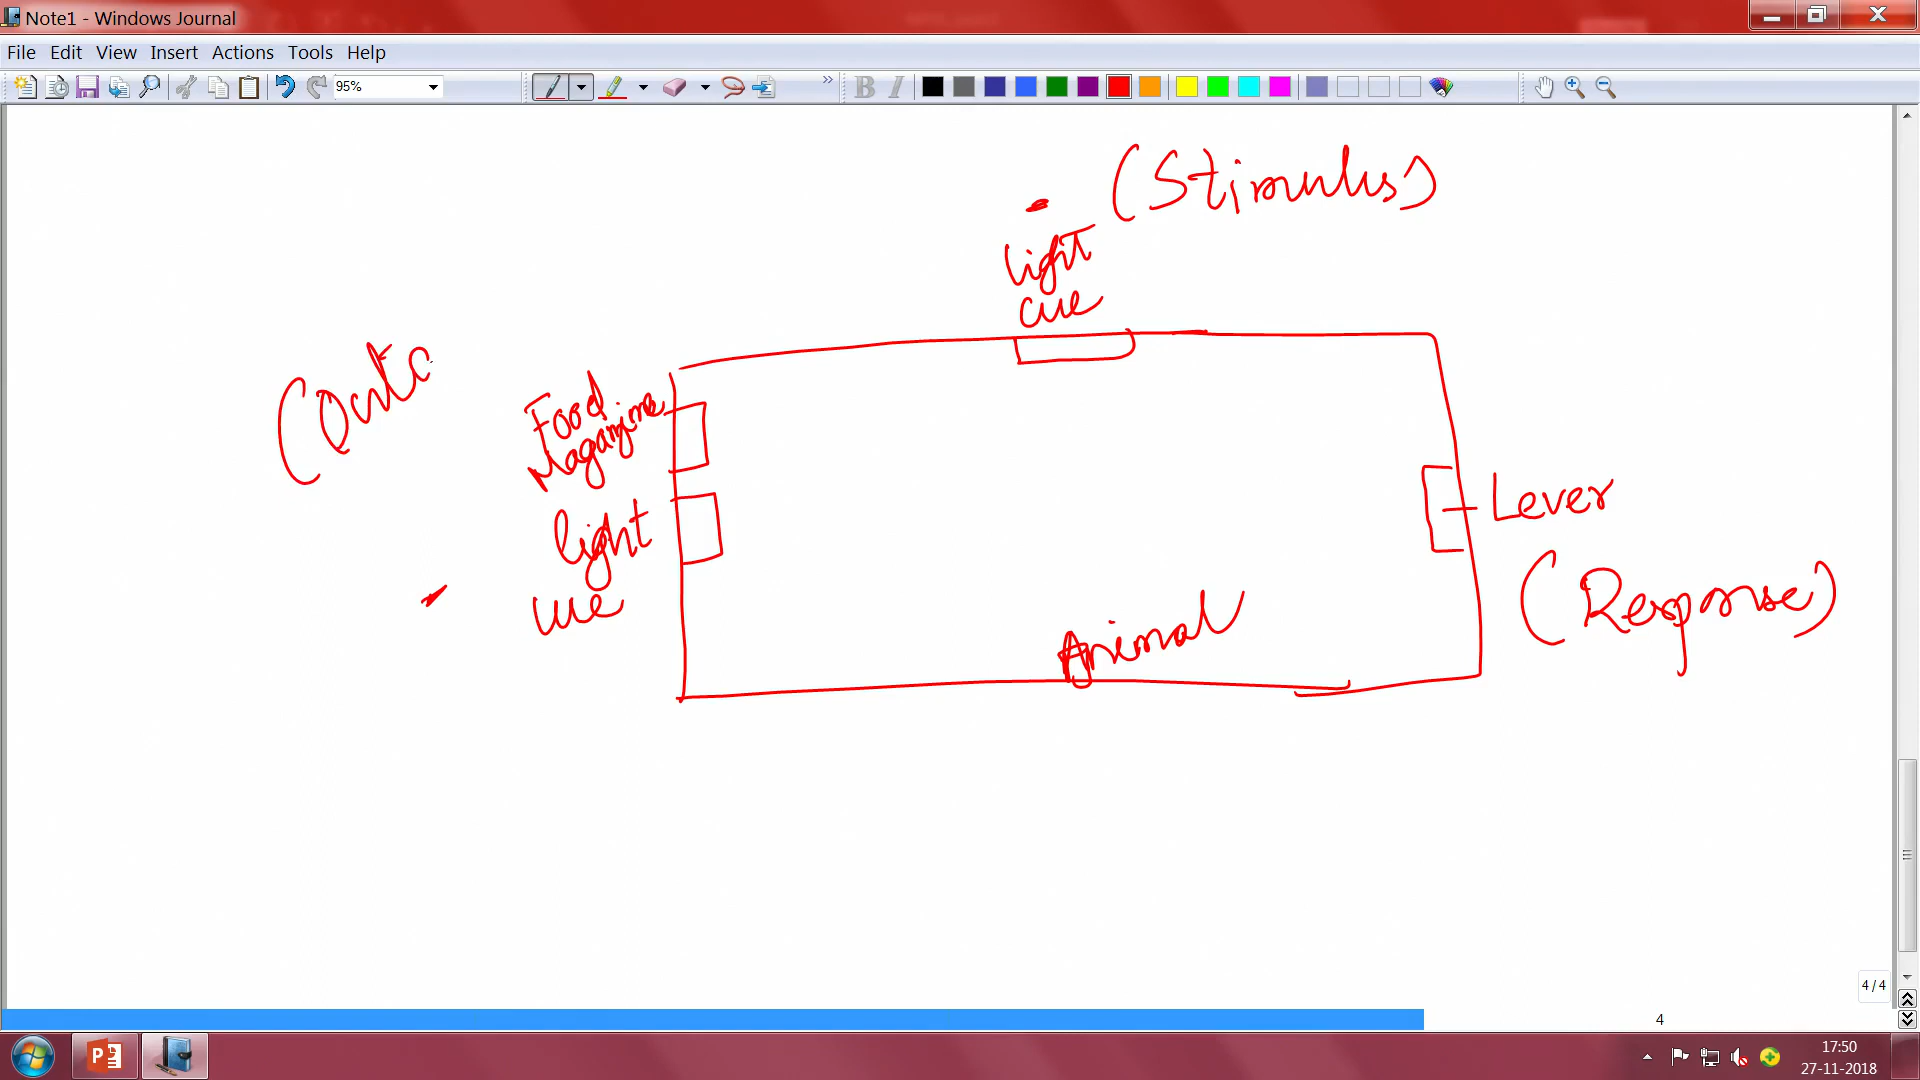 Note1 - Windows Journal
File Edit View Insert Actions Tools Help
95%
B I
(Stimulus)
light
cue
(Outc
Food
Magazine
light
cue
Lever
(Response)
Animal
4 / 4
4
17:50
27-11-2018